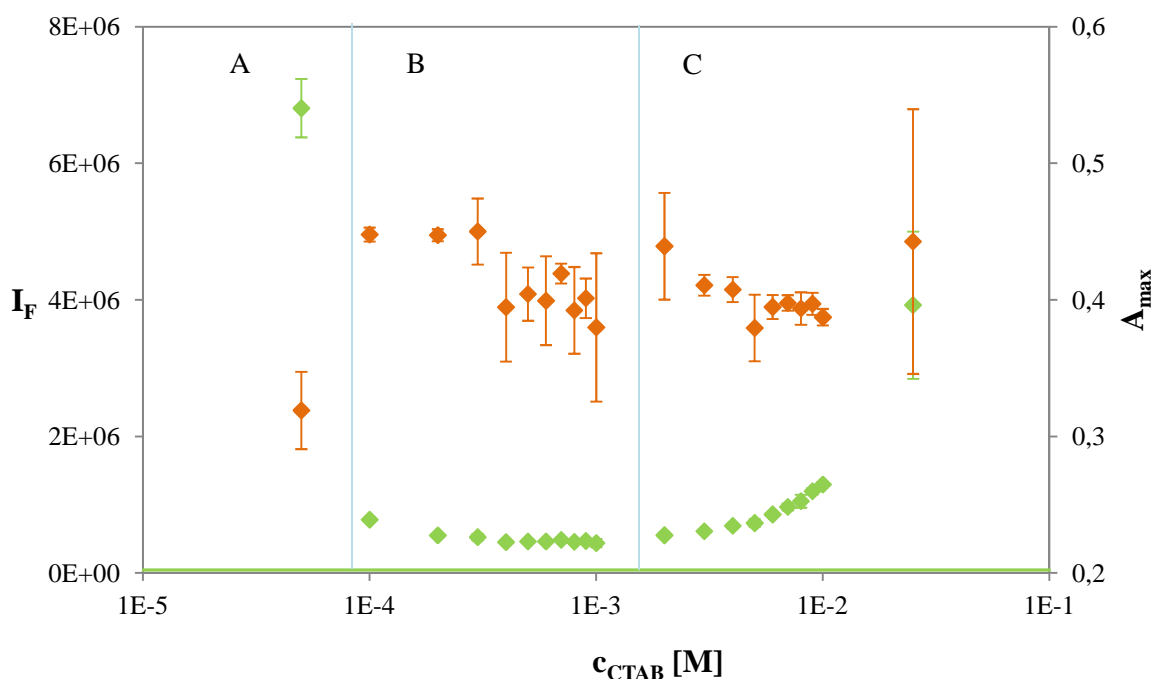 8E+06
6E+06
4E+06
2E+06
0E+00
I_F
A
B
C
0,6
0,5
0,4
0,3
0,2
A_max
1E-5
1E-4
1E-3
1E-2
1E-1
c_CTAB [M]